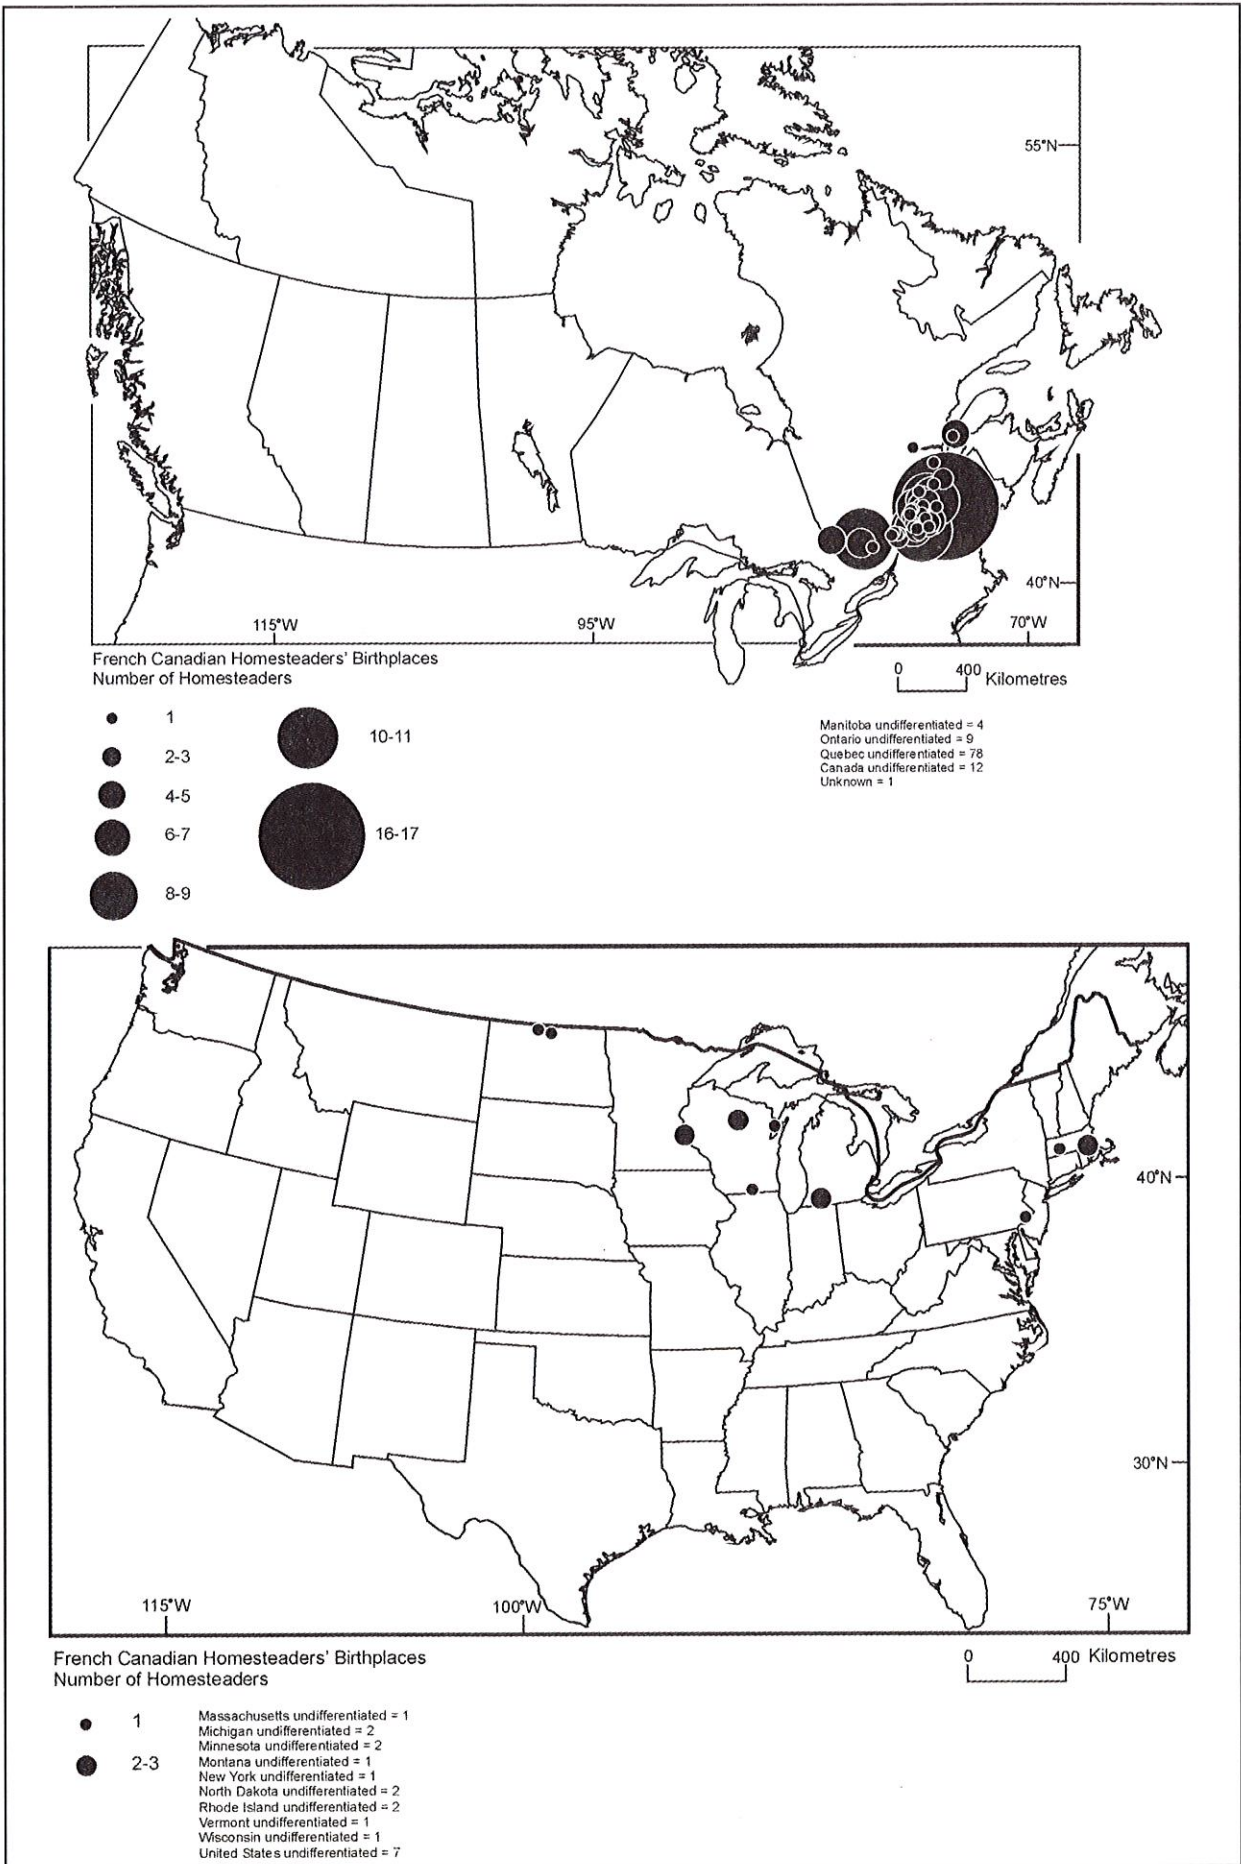 55°N
40°N
115°W
95°W
70°W
French Canadian Homesteaders' Birthplaces
Number of Homesteaders
0
400
Kilometres
1
2-3
4-5
6-7
8-9
10-11
16-17
Manitoba undifferentiated = 4
Ontario undifferentiated = 9
Quebec undifferentiated = 78
Canada undifferentiated = 12
Unknown = 1
40°N
30°N
115°W
100°W
75°W
French Canadian Homesteaders' Birthplaces
Number of Homesteaders
0
400 Kilometres
1
2-3
Massachusetts undifferentiated = 1
Michigan undifferentiated = 2
Minnesota undifferentiated = 2
Montana undifferentiated = 1
New York undifferentiated = 1
North Dakota undifferentiated = 2
Rhode Island undifferentiated = 2
Vermont undifferentiated = 1
Wisconsin undifferentiated = 1
United States undifferentiated = 7